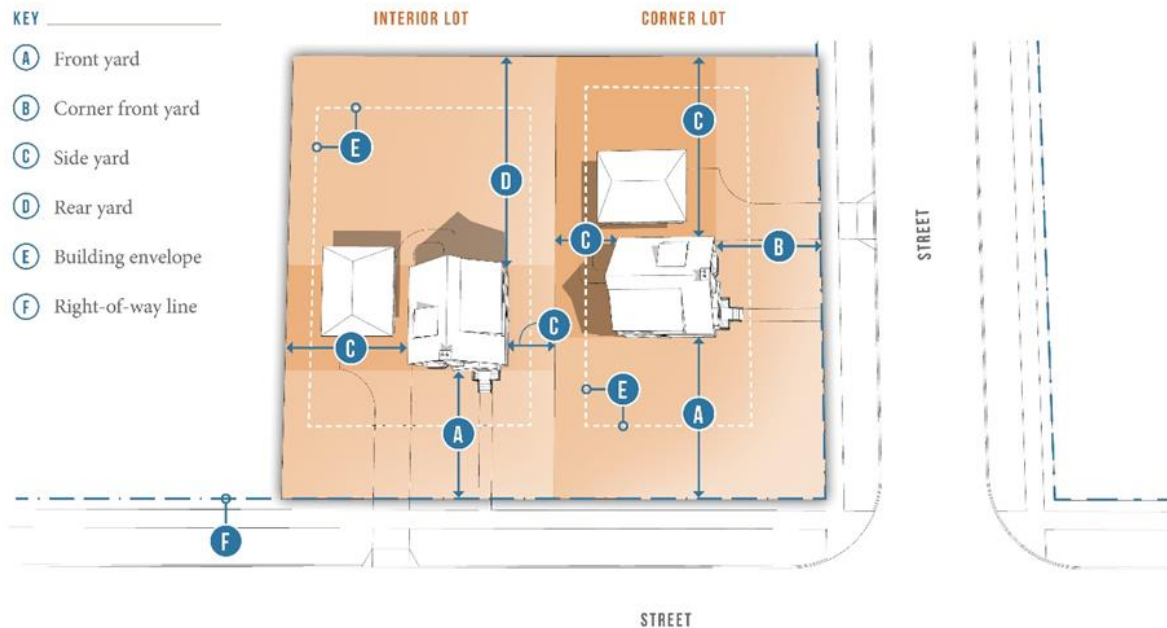 KEY
A Front yard
B Corner front yard
C Side yard
D Rear yard
E Building envelope
F Right-of-way line
INTERIOR LOT
CORNER LOT
E
D
C
C
A
C
C
B
E
A
F
STREET
STREET